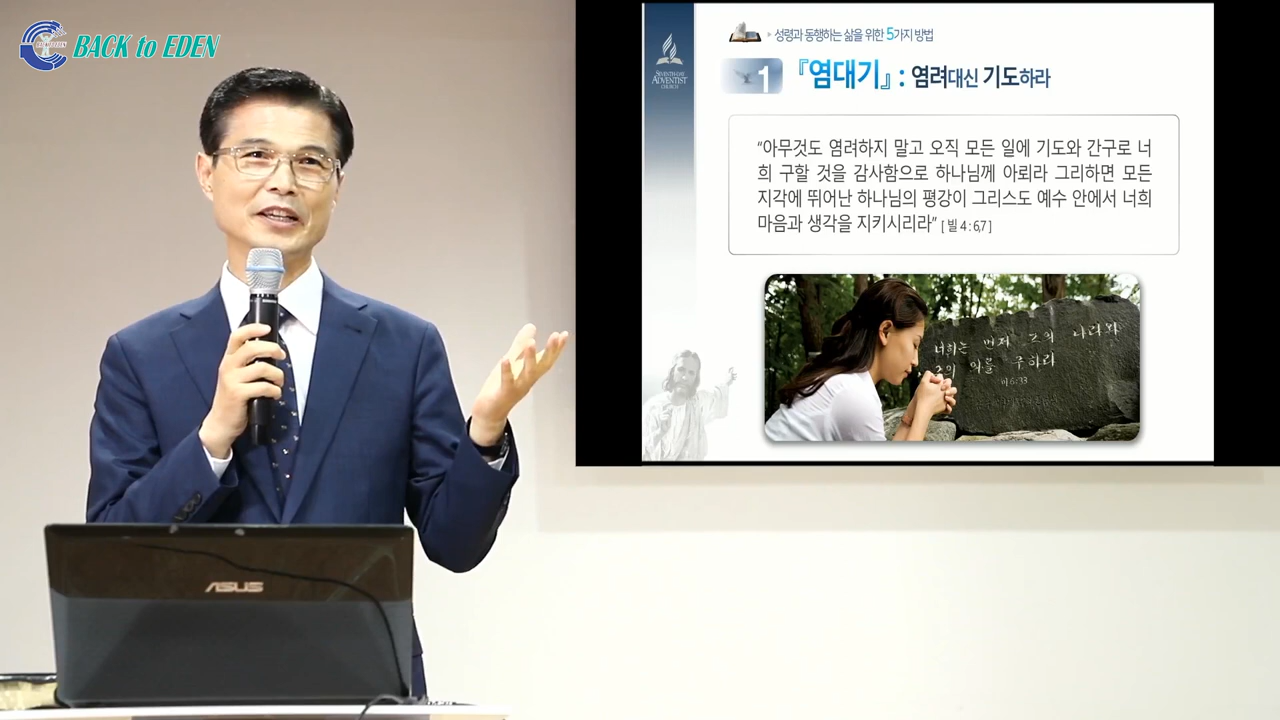 BACK to EDEN
성령과 동행하는 삶을 위한 5가지 방법
SEVENTH-DAY
ADVENTIST
CHURCH
1
『염대기』 : 염려대신 기도하라
“아무것도 염려하지 말고 오직 모든 일에 기도와 간구로 너
희 구할 것을 감사함으로 하나님께 아뢰라 그리하면 모든
지각에 뛰어난 하나님의 평강이 그리스도 예수 안에서 너희
마음과 생각을 지키시리라” [ 빌 4 : 6,7 ]
너희는 먼저 그의 나라와
그의 의를 구하라
마 6:33
ASUS